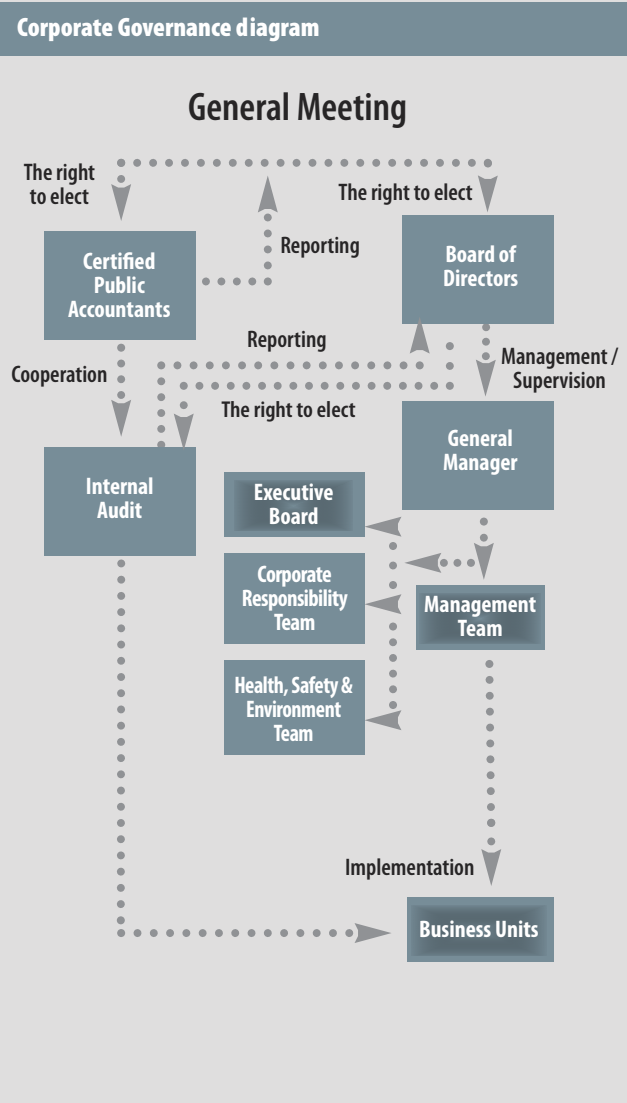 Corporate Governance diagram
General Meeting
The right
to elect
The right to elect
Certified
Public
Accountants
Reporting
Board of
Directors
Reporting
Cooperation
Management /
Supervision
The right to elect
Internal
Audit
General
Manager
Executive
Board
Corporate
Responsibility
Team
Management
Team
Health, Safety &
Environment
Team
Implementation
Business Units